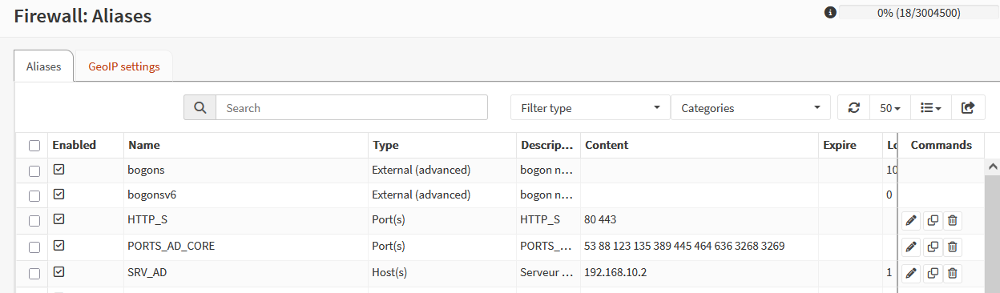 Firewall: Aliases
0% (18/3004500)
Aliases
GeoIP settings
Search
Filter type
Categories
50
Enabled Name Type Descrip... Content Expire Lo Commands
bogons External (advanced) bogon n... 10
bogonsv6 External (advanced) bogon n... 0
HTTP_S Port(s) HTTP_S 80 443
PORTS_AD_CORE Port(s) PORTS_... 53 88 123 135 389 445 464 636 3268 3269
SRV_AD Host(s) Serveur ... 192.168.10.2 1